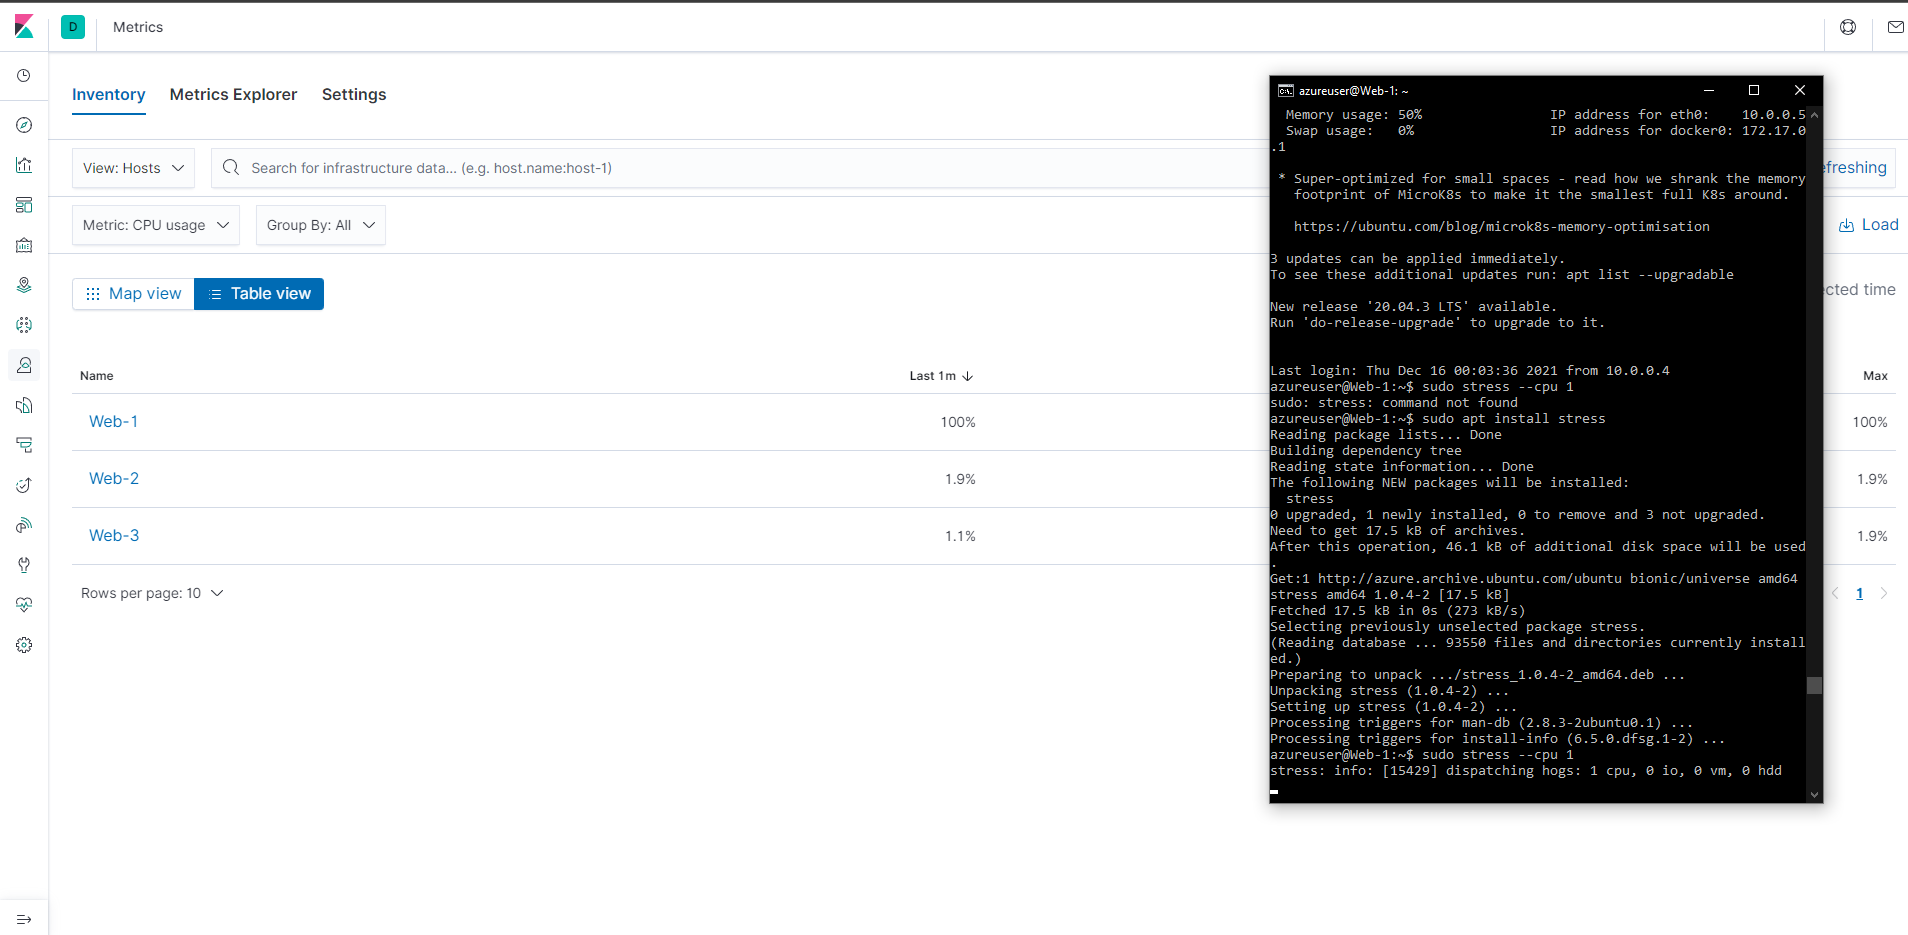 D Metrics
Inventory Metrics Explorer Settings
View: Hosts Search for infrastructure data... (e.g. host.name:host-1)
efreshing
Metric: CPU usage Group By: All
Load
Map view Table view
ected time
Name Last 1m Max
Web-1 100% 100%
Web-2 1.9% 1.9%
Web-3 1.1% 1.9%
Rows per page: 10
1
azureuser@Web-1: ~
Memory usage: 50% IP address for eth0: 10.0.0.5
Swap usage: 0% IP address for docker0: 172.17.0
.1
* Super-optimized for small spaces - read how we shrank the memory
footprint of MicroK8s to make it the smallest full K8s around.
https://ubuntu.com/blog/microk8s-memory-optimisation
3 updates can be applied immediately.
To see these additional updates run: apt list --upgradable
New release '20.04.3 LTS' available.
Run 'do-release-upgrade' to upgrade to it.
Last login: Thu Dec 16 00:03:36 2021 from 10.0.0.4
azureuser@Web-1:~$ sudo stress --cpu 1
sudo: stress: command not found
azureuser@Web-1:~$ sudo apt install stress
Reading package lists... Done
Building dependency tree
Reading state information... Done
The following NEW packages will be installed:
stress
0 upgraded, 1 newly installed, 0 to remove and 3 not upgraded.
Need to get 17.5 kB of archives.
After this operation, 46.1 kB of additional disk space will be used
.
Get:1 http://azure.archive.ubuntu.com/ubuntu bionic/universe amd64
stress amd64 1.0.4-2 [17.5 kB]
Fetched 17.5 kB in 0s (273 kB/s)
Selecting previously unselected package stress.
(Reading database ... 93550 files and directories currently install
ed.)
Preparing to unpack .../stress_1.0.4-2_amd64.deb ...
Unpacking stress (1.0.4-2) ...
Setting up stress (1.0.4-2) ...
Processing triggers for man-db (2.8.3-2ubuntu0.1) ...
Processing triggers for install-info (6.5.0.dfsg.1-2) ...
azureuser@Web-1:~$ sudo stress --cpu 1
stress: info: [15429] dispatching hogs: 1 cpu, 0 io, 0 vm, 0 hdd